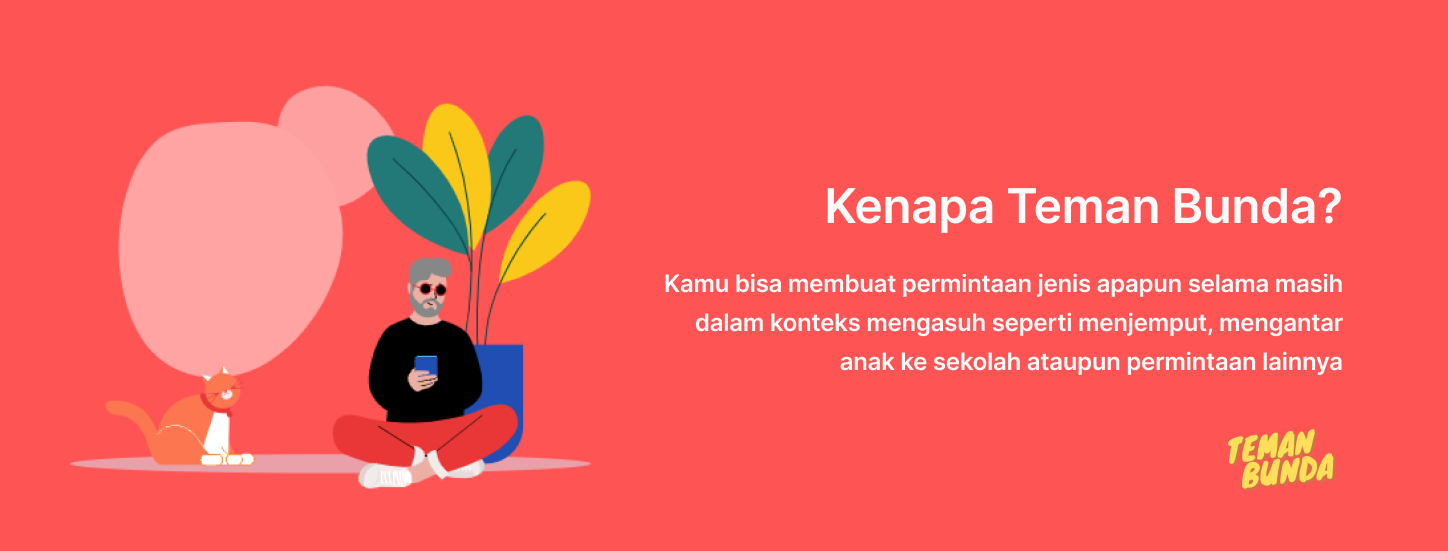 Kenapa Teman Bunda?
Kamu bisa membuat permintaan jenis apapun selama masih
dalam konteks mengasuh seperti menjemput, mengantar
anak ke sekolah ataupun permintaan lainnya
TEMAN
BUNDA